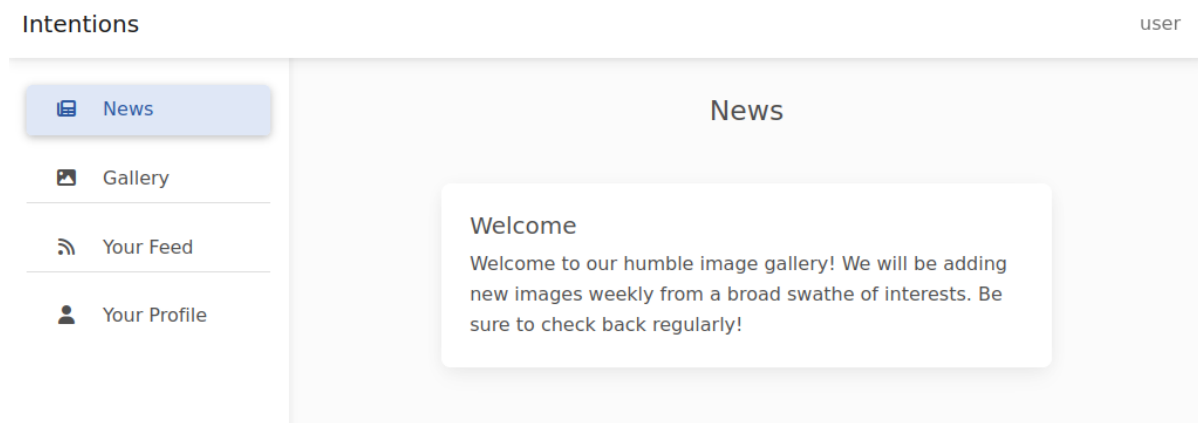 Intentions
user
News
Gallery
Your Feed
Your Profile
News
Welcome
Welcome to our humble image gallery! We will be adding
new images weekly from a broad swathe of interests. Be
sure to check back regularly!